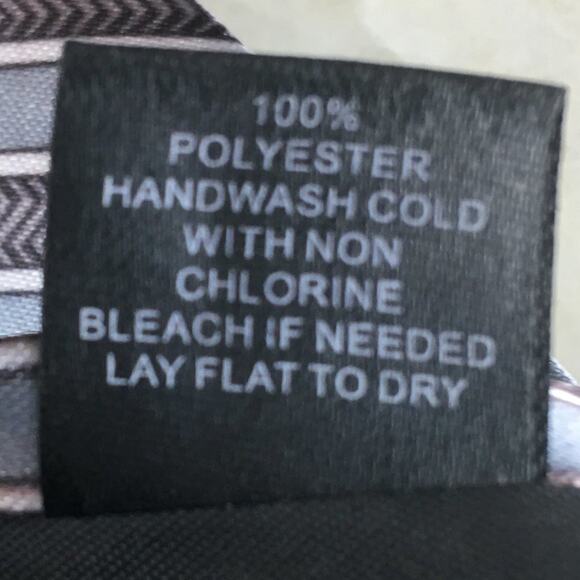 100%
POLYESTER
HANDWASH COLD
WITH NON
CHLORINE
BLEACH IF NEEDED
LAY FLAT TO DRY